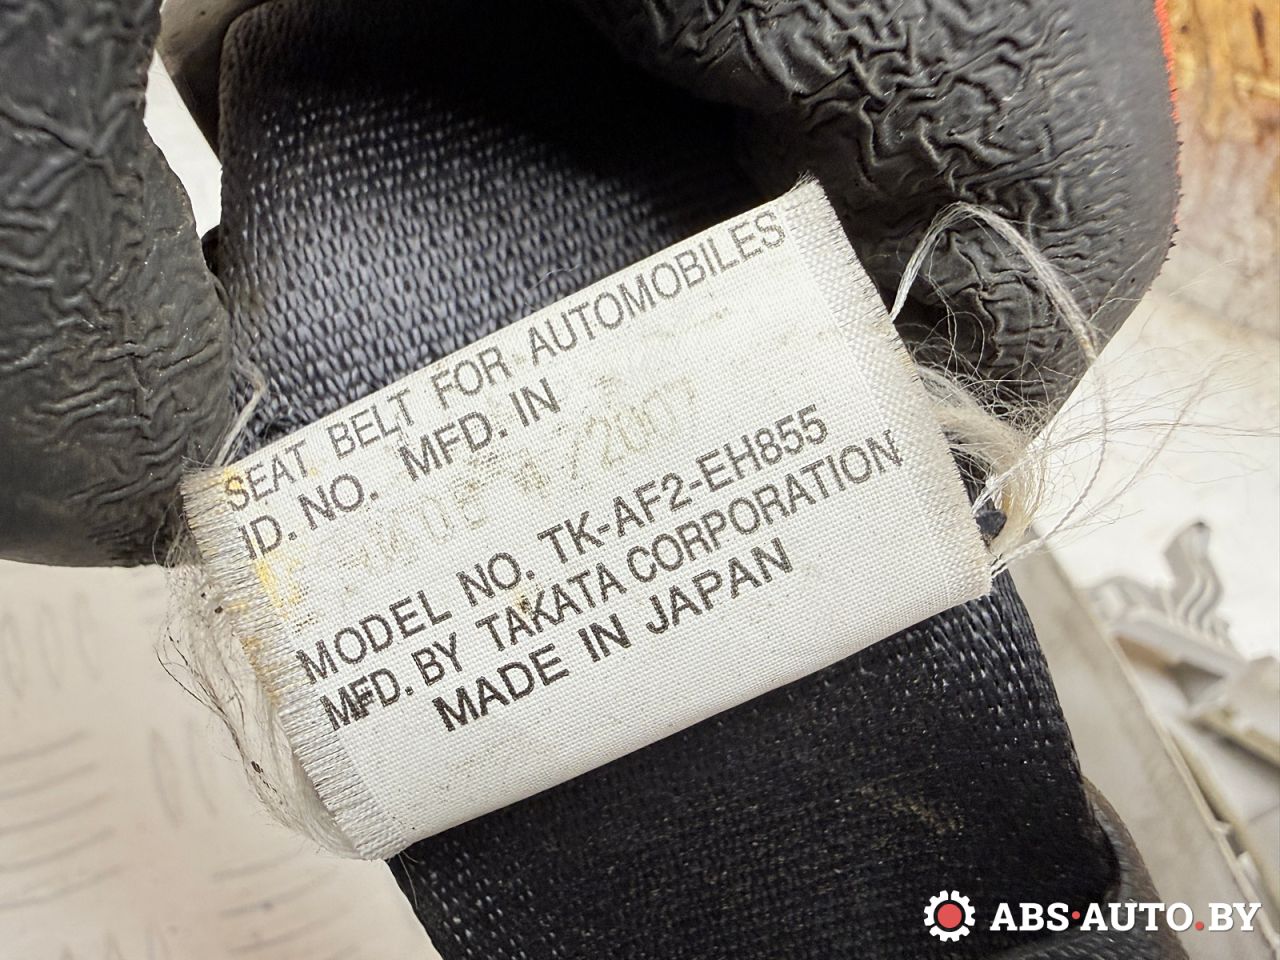 SEAT BELT FOR AUTOMOBILES
ID. NO. MFD. IN
MODEL NO. TK-AF2-EH855
MFD. BY TAKATA CORPORATION
MADE IN JAPAN
ABS·AUTO.BY